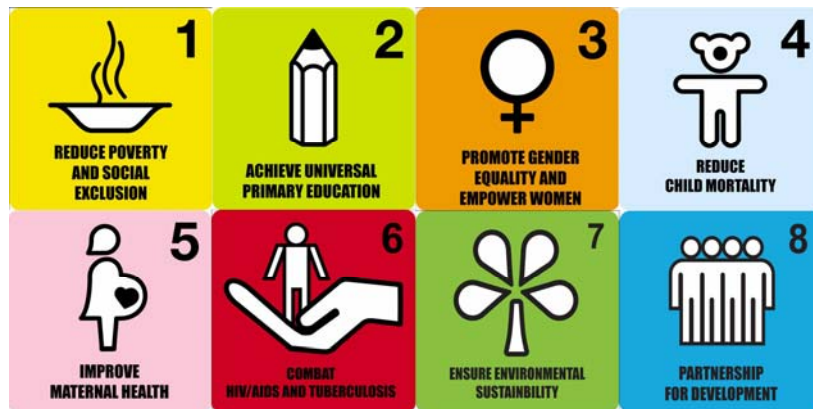 1
REDUCE POVERTY
AND SOCIAL
EXCLUSION
2
ACHIEVE UNIVERSAL
PRIMARY EDUCATION
3
PROMOTE GENDER
EQUALITY AND
EMPOWER WOMEN
4
REDUCE
CHILD MORTALITY
5
IMPROVE
MATERNAL HEALTH
6
COMBAT
HIV/AIDS AND TUBERCULOSIS
7
ENSURE ENVIRONMENTAL
SUSTAINBILITY
8
PARTNERSHIP
FOR DEVELOPMENT